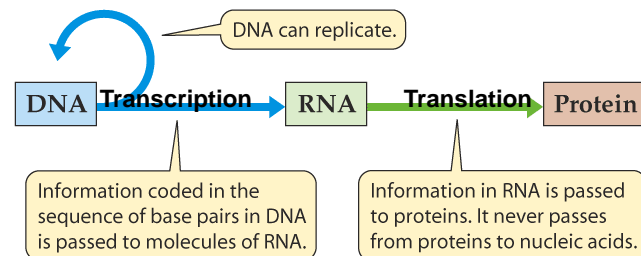 DNA can replicate.
DNA Transcription RNA Translation Protein
Information coded in the
sequence of base pairs in DNA
is passed to molecules of RNA.
Information in RNA is passed
to proteins. It never passes
from proteins to nucleic acids.